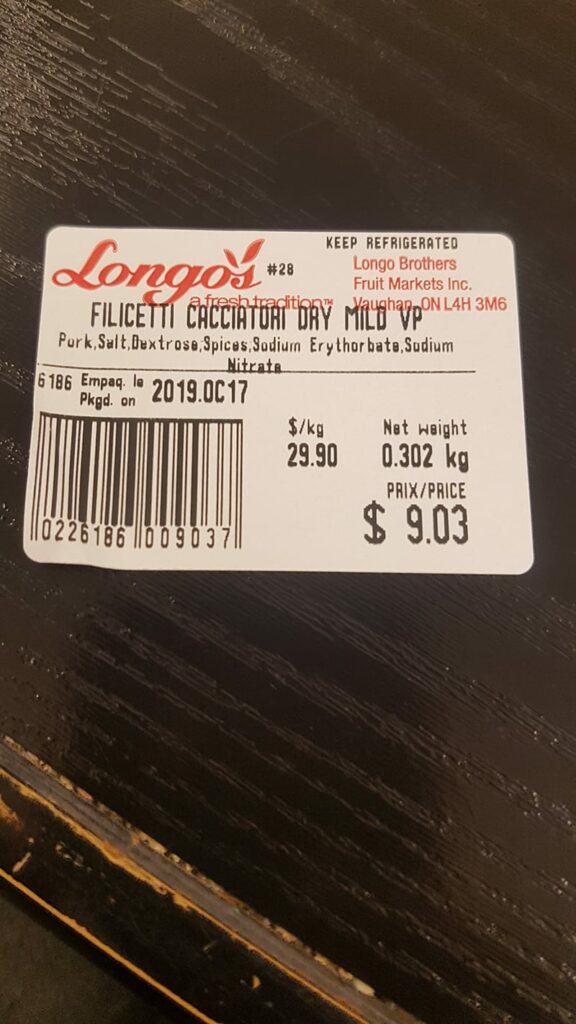 KEEP REFRIGERATED
Longo's #28
a fresh tradition™
Longo Brothers
Fruit Markets Inc.
Vaughan, ON L4H 3M6
FILICETTI CACCIATORI DRY MILD VP
Pork,Salt,Dextrose,Spices,Sodium Erythorbate,Sodium
Nitrate
6186 Empaq. le
Pkgd. on 2019.OC17
$/kg Net weight
29.90 0.302 kg
PRIX/PRICE
$ 9.03
0226186 009037